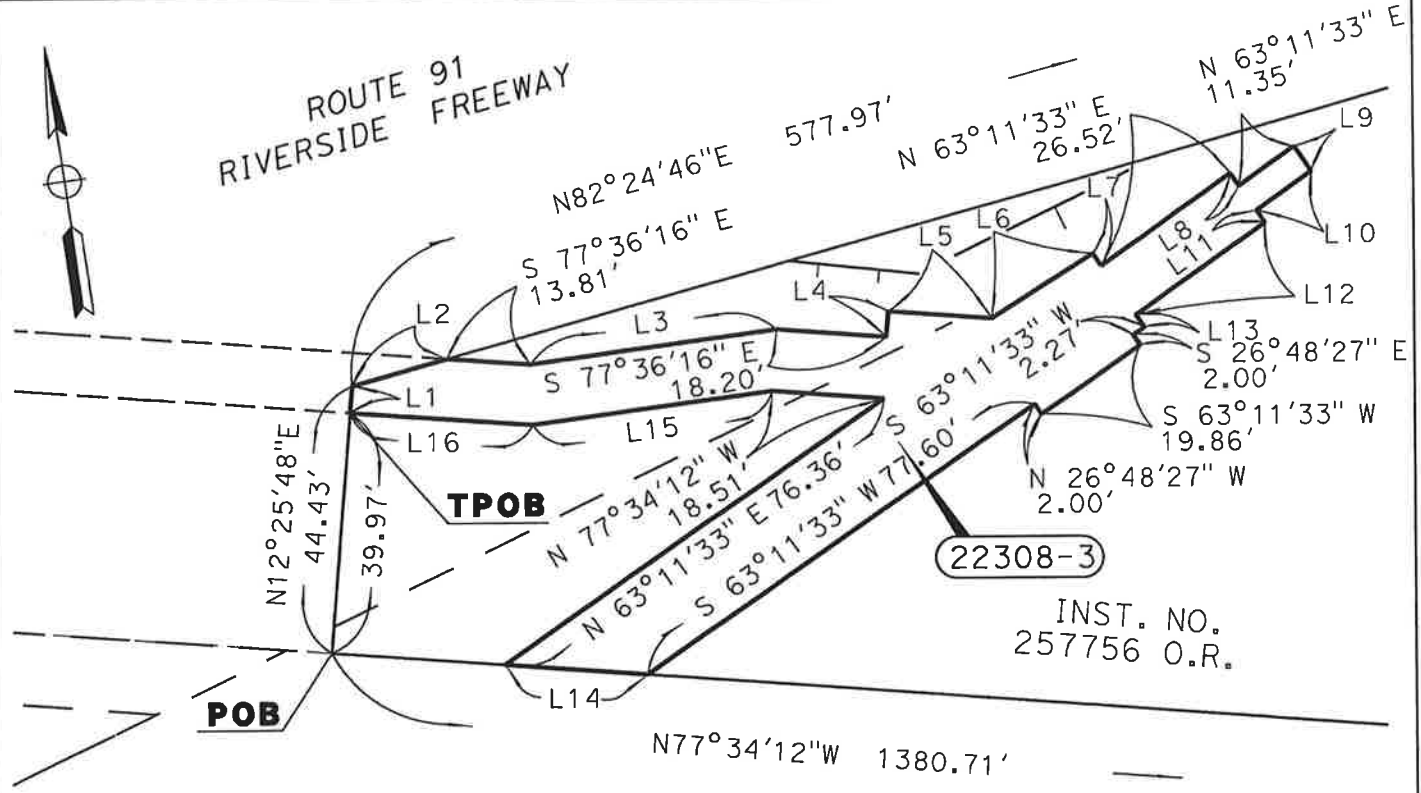 ROUTE 91
RIVERSIDE FREEWAY
N82°24'46"E 577.97'
N 63°11'33" E
26.52'
N 63°11'33" E
11.35'
S 77°36'16" E
13.81'
L2
L3
L4
L5
L6
L7
L8
L9
L10
L11
L12
L13
L1
S 77°36'16" E
18.20'
S 63°11'33" W
2.27'
S 26°48'27" E
2.00'
S 63°11'33" W
19.86'
N 26°48'27" W
2.00'
L16
L15
N12°25'48"E
44.43'
39.97'
TPOB
N 77°34'12" W
18.51'
N 63°11'33" E 76.36'
S 63°11'33" W 77.60'
22308-3
INST. NO.
257756 O.R.
L14
POB
N77°34'12"W 1380.71'